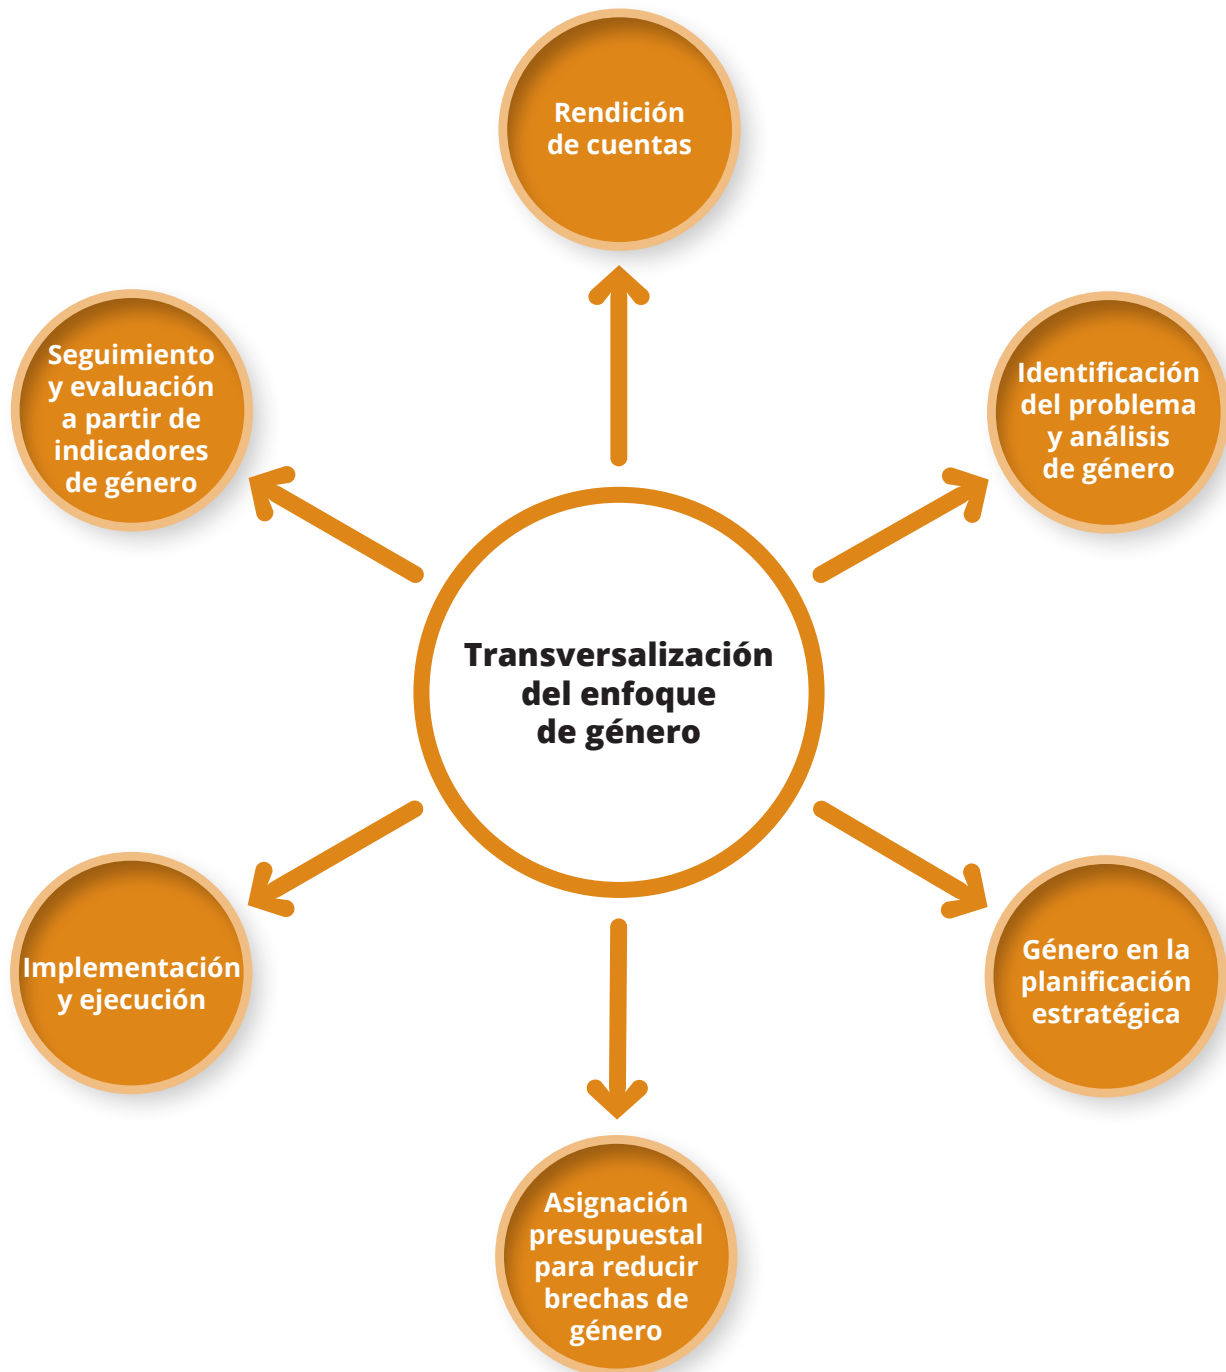 Rendición
de cuentas
Identificación
del problema
y análisis
de género
Género en la
planificación
estratégica
Asignación
presupuestal
para reducir
brechas de
género
Implementación
y ejecución
Seguimiento
y evaluación
a partir de
indicadores
de género
Transversalización
del enfoque
de género